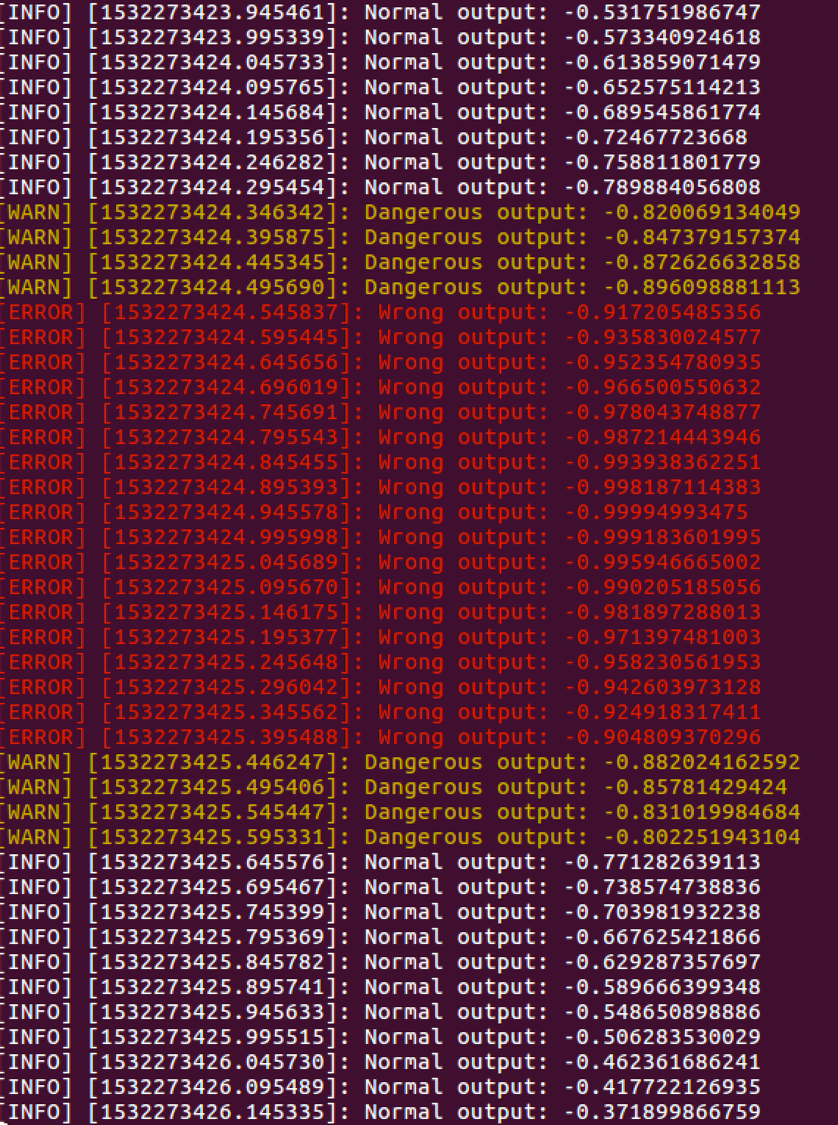 [INFO] [1532273423.945461]: Normal output: -0.531751986747
[INFO] [1532273423.995339]: Normal output: -0.573340924618
[INFO] [1532273424.045733]: Normal output: -0.613859071479
[INFO] [1532273424.095765]: Normal output: -0.652575114213
[INFO] [1532273424.145684]: Normal output: -0.689545861774
[INFO] [1532273424.195356]: Normal output: -0.72467723668
[INFO] [1532273424.246282]: Normal output: -0.758811801779
[INFO] [1532273424.295454]: Normal output: -0.789884056808
[WARN] [1532273424.346342]: Dangerous output: -0.820069134049
[WARN] [1532273424.395875]: Dangerous output: -0.847379157374
[WARN] [1532273424.445345]: Dangerous output: -0.872626632858
[WARN] [1532273424.495690]: Dangerous output: -0.896098881113
[ERROR] [1532273424.545837]: Wrong output: -0.917205485356
[ERROR] [1532273424.595445]: Wrong output: -0.935830024577
[ERROR] [1532273424.645656]: Wrong output: -0.952354780935
[ERROR] [1532273424.696019]: Wrong output: -0.966500550632
[ERROR] [1532273424.745691]: Wrong output: -0.978043748877
[ERROR] [1532273424.795543]: Wrong output: -0.987214443946
[ERROR] [1532273424.845455]: Wrong output: -0.993938362251
[ERROR] [1532273424.895393]: Wrong output: -0.998187114383
[ERROR] [1532273424.945578]: Wrong output: -0.99994993475
[ERROR] [1532273424.995998]: Wrong output: -0.999183601995
[ERROR] [1532273425.045689]: Wrong output: -0.995946665002
[ERROR] [1532273425.095670]: Wrong output: -0.990205185056
[ERROR] [1532273425.146175]: Wrong output: -0.981897288013
[ERROR] [1532273425.195377]: Wrong output: -0.971397481003
[ERROR] [1532273425.245648]: Wrong output: -0.958230561953
[ERROR] [1532273425.296042]: Wrong output: -0.942603973128
[ERROR] [1532273425.345562]: Wrong output: -0.924918317411
[ERROR] [1532273425.395488]: Wrong output: -0.904809370296
[WARN] [1532273425.446247]: Dangerous output: -0.882024162592
[WARN] [1532273425.495406]: Dangerous output: -0.85781429424
[WARN] [1532273425.545447]: Dangerous output: -0.831019984684
[WARN] [1532273425.595331]: Dangerous output: -0.802251943104
[INFO] [1532273425.645576]: Normal output: -0.771282639113
[INFO] [1532273425.695467]: Normal output: -0.738574738836
[INFO] [1532273425.745399]: Normal output: -0.703981932238
[INFO] [1532273425.795369]: Normal output: -0.667625421866
[INFO] [1532273425.845782]: Normal output: -0.629287357697
[INFO] [1532273425.895741]: Normal output: -0.589666399348
[INFO] [1532273425.945633]: Normal output: -0.548650898886
[INFO] [1532273425.995515]: Normal output: -0.506283530029
[INFO] [1532273426.045730]: Normal output: -0.462361686241
[INFO] [1532273426.095489]: Normal output: -0.417722126935
[INFO] [1532273426.145335]: Normal output: -0.371899866759